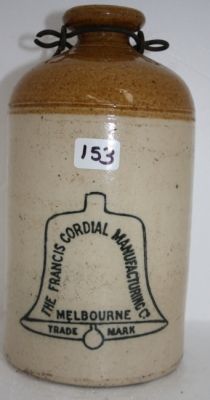 153
THE FRANCIS CORDIAL MANUFACTURING Co
MELBOURNE
TRADE MARK